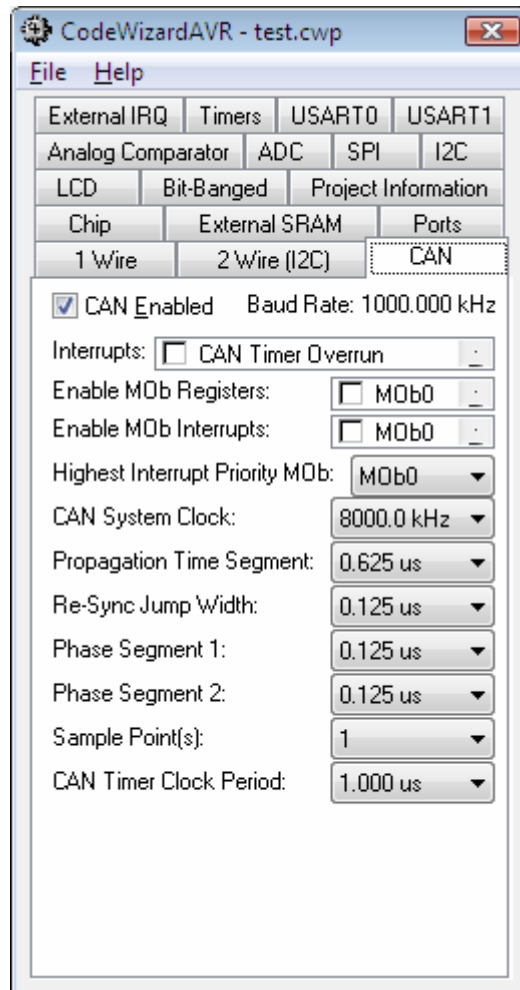 CodeWizardAVR - test.cwp
File Help
External IRQ Timers USART0 USART1
Analog Comparator ADC SPI I2C
LCD Bit-Banged Project Information
Chip External SRAM Ports
1 Wire 2 Wire (I2C) CAN
CAN Enabled Baud Rate: 1000.000 kHz
Interrupts: CAN Timer Overrun
Enable MOb Registers: MOb0
Enable MOb Interrupts: MOb0
Highest Interrupt Priority MOb: MOb0
CAN System Clock: 8000.0 kHz
Propagation Time Segment: 0.625 us
Re-Sync Jump Width: 0.125 us
Phase Segment 1: 0.125 us
Phase Segment 2: 0.125 us
Sample Point(s): 1
CAN Timer Clock Period: 1.000 us